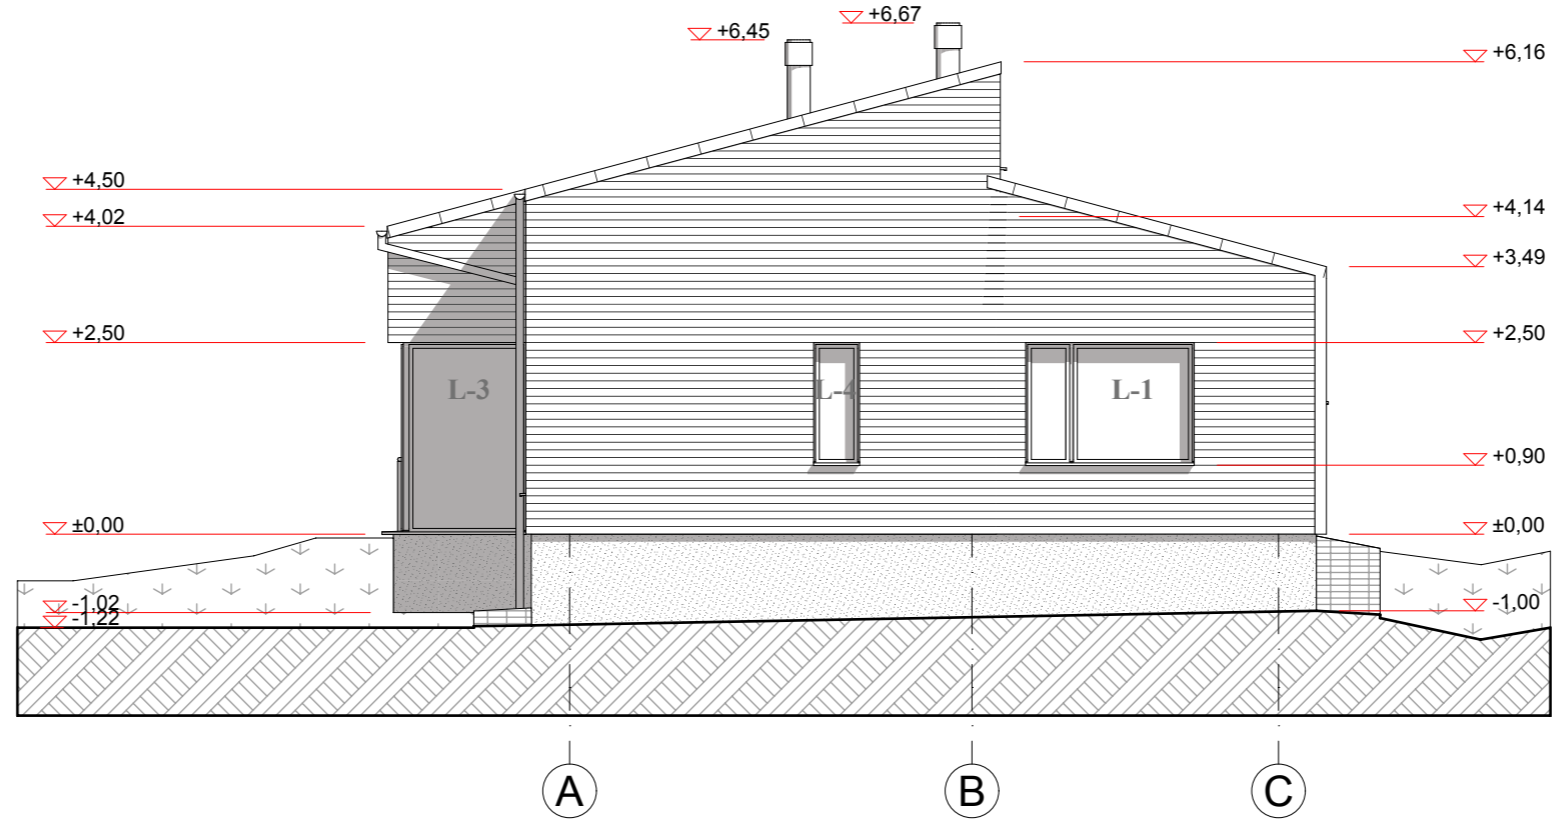 +6,67
+6,45
+6,16
+4,50
+4,14
+4,02
+3,49
+2,50
+2,50
L-3
L-4
L-1
+0,90
±0,00
±0,00
-1,02
-1,00
-1,22
A
B
C